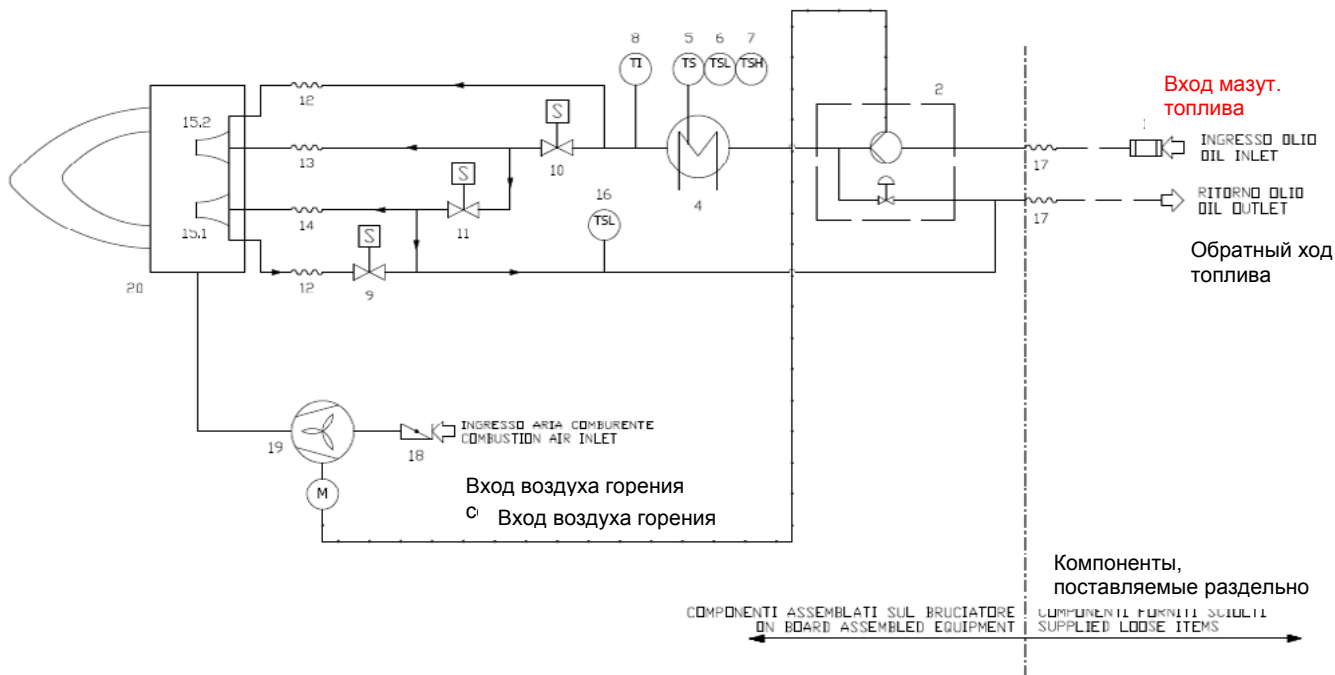 8
5
6
7
TI
TS
TSL
TSH
2
Вход мазут.
топлива
INGRESSO OLIO
OIL INLET
17
RITORNO OLIO
OIL OUTLET
17
Обратный ход
топлива
12
15.2
13
S
10
4
S
16
TSL
15.1
14
11
S
12
9
20
19
18
INGRESSO ARIA COMBURENTE
COMBUSTION AIR INLET
M
Вход воздуха горения
Вход воздуха горения
Компоненты,
поставляемые раздельно
COMPONENTI ASSEMBLATI SUL BRUCIATORE
ON BOARD ASSEMBLED EQUIPMENT
COMPONENTI FORNITI SCIOLTI
SUPPLIED LOOSE ITEMS